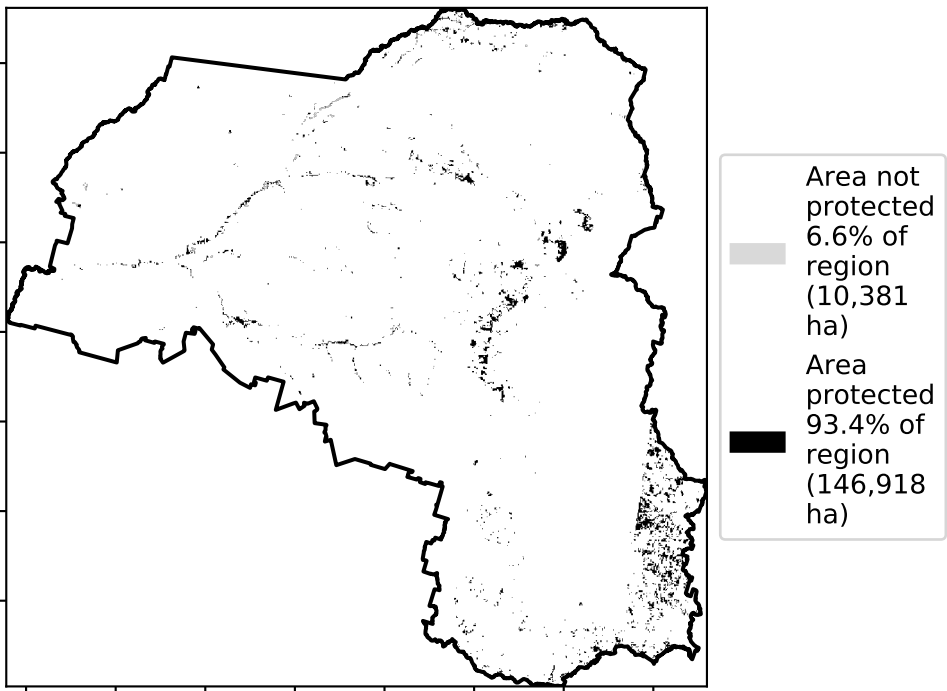 Area not
protected
6.6% of
region
(10,381
ha)
Area
protected
93.4% of
region
(146,918
ha)